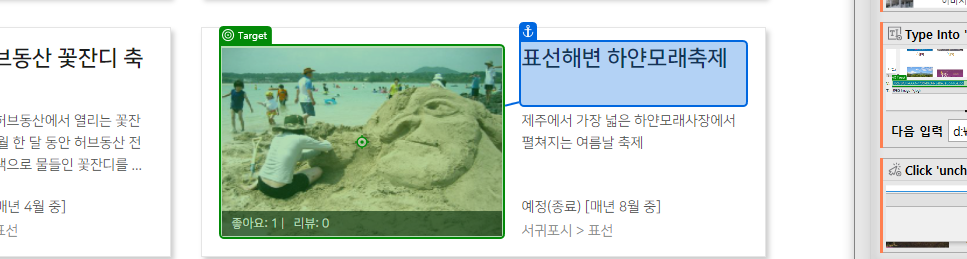 브동산 꽃잔디 축
허브동산에서 열리는 꽃잔
월 한 달 동안 허브동산 전
색으로 물들인 꽃잔디를 ...
매년 4월 중]
표선
Target
좋아요: 1 | 리뷰: 0
표선해변 하얀모래축제
제주에서 가장 넓은 하얀모래사장에서
펼쳐지는 여름날 축제
예정(종료) [매년 8월 중]
서귀포시 > 표선
Type Into '
다음 입력 d:\
Click 'unch